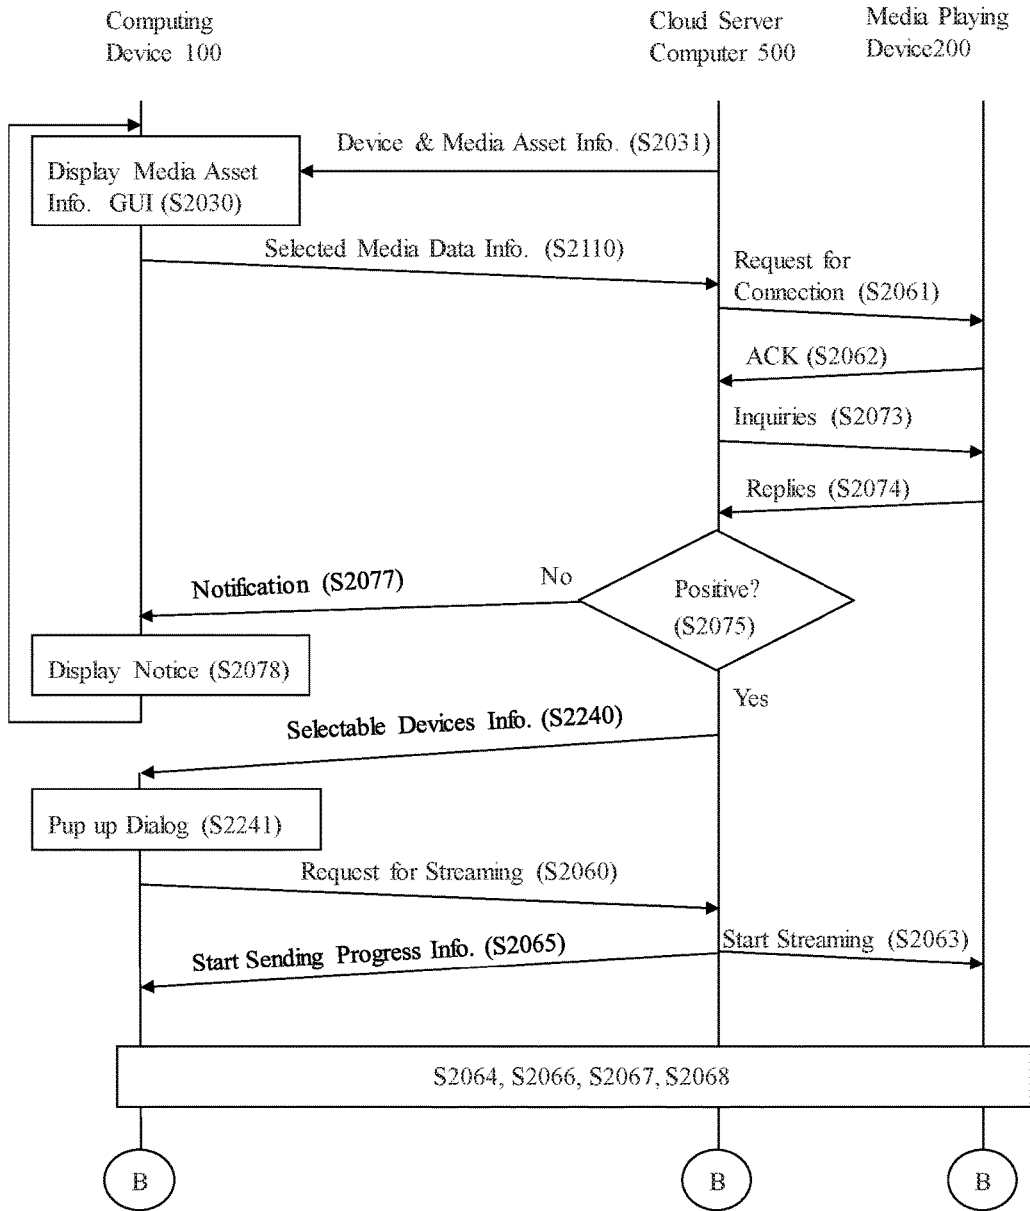 Computing
Device 100
Cloud Server
Computer 500
Media Playing
Device200
Device & Media Asset Info. (S2031)
Display Media Asset
Info. GUI (S2030)
Selected Media Data Info. (S2110)
Request for
Connection (S2061)
ACK (S2062)
Inquiries (S2073)
Replies (S2074)
Notification (S2077)
No
Positive?
(S2075)
Display Notice (S2078)
Yes
Selectable Devices Info. (S2240)
Pup up Dialog (S2241)
Request for Streaming (S2060)
Start Sending Progress Info. (S2065)
Start Streaming (S2063)
S2064, S2066, S2067, S2068
B
B
B